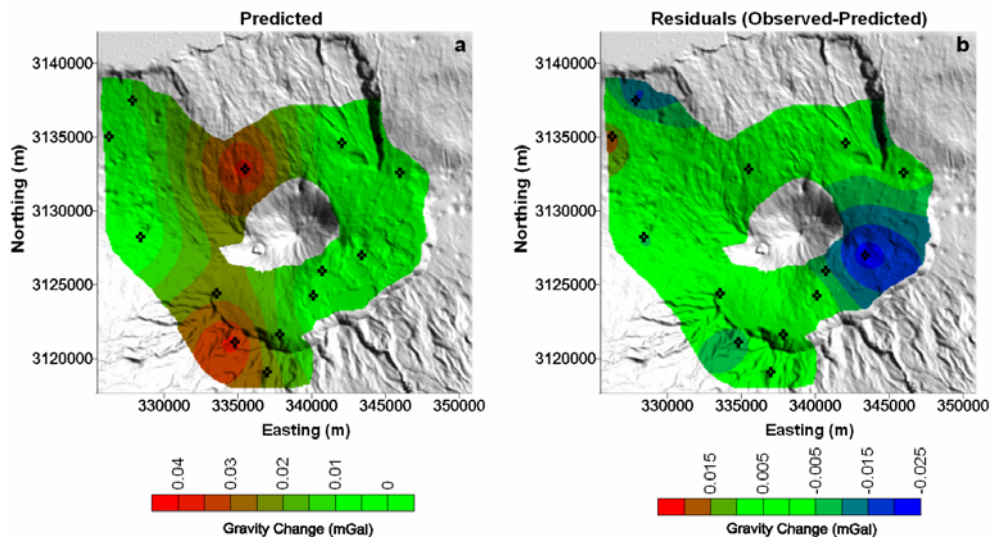 Predicted
a
3140000
3135000
3130000
3125000
3120000
Northing (m)
330000 335000 340000 345000 350000
Easting (m)
0.04 0.03 0.02 0.01 0
Gravity Change (mGal)
Residuals (Observed-Predicted)
b
3140000
3135000
3130000
3125000
3120000
Northing (m)
330000 335000 340000 345000 350000
Easting (m)
0.015 0.005 -0.005 -0.015 -0.025
Gravity Change (mGal)